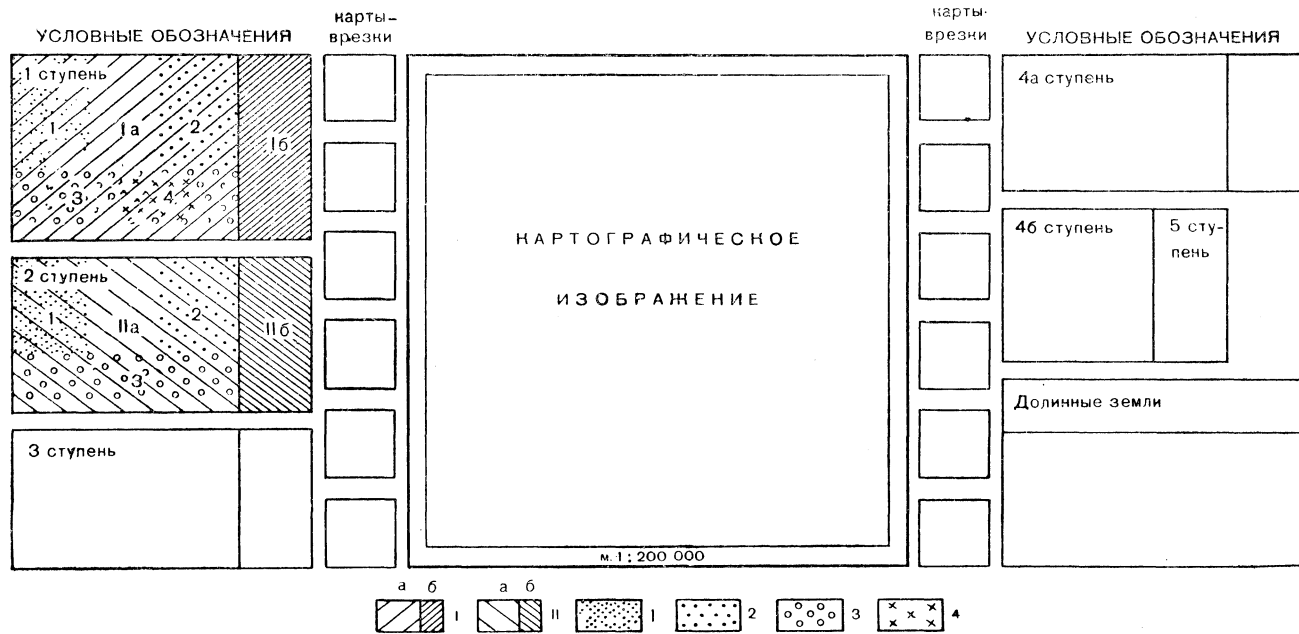 УСЛОВНЫЕ ОБОЗНАЧЕНИЯ
1 ступень
1
Iа
2
Iб
3
4
2 ступень
1
IIа
2
IIб
3
3 ступень
карты-
врезки
КАРТОГРАФИЧЕСКОЕ
ИЗОБРАЖЕНИЕ
м. 1 : 200 000
карты-
врезки
УСЛОВНЫЕ ОБОЗНАЧЕНИЯ
4а ступень
4б ступень
5 сту-
пень
Долинные земли
а б I а б II 1 2 3 4